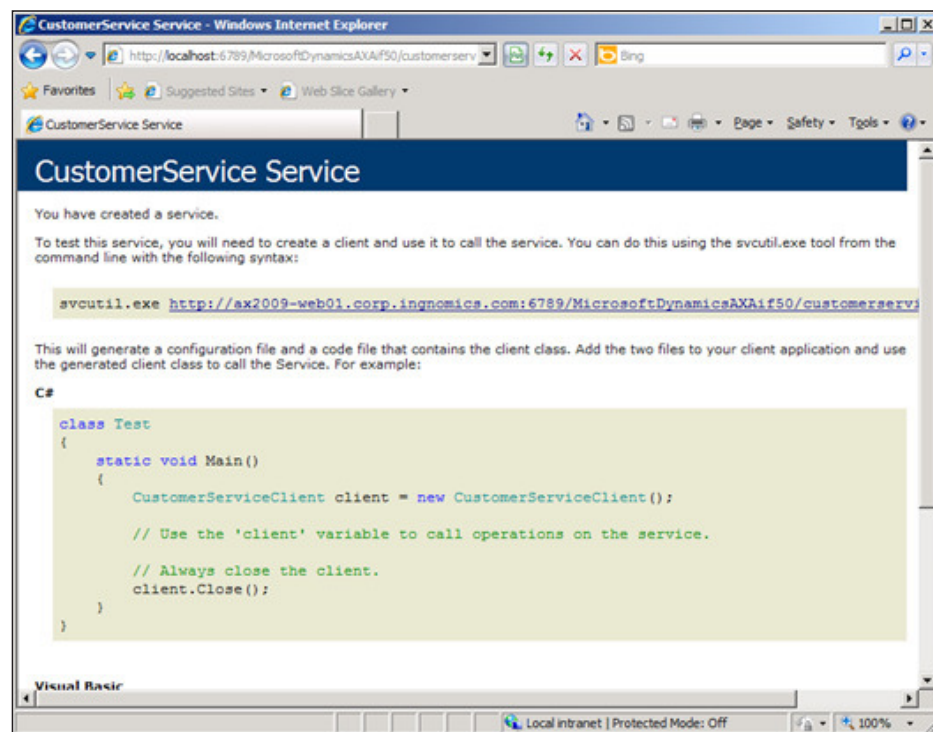 CustomerService Service - Windows Internet Explorer
http://localhost:6789/MicrosoftDynamicsAXAif50/customerserv
Bing
Favorites Suggested Sites Web Slice Gallery
CustomerService Service Page Safety Tools
CustomerService Service
You have created a service.
To test this service, you will need to create a client and use it to call the service. You can do this using the svcutil.exe tool from the
command line with the following syntax:
svcutil.exe http://ax2009-web01.corp.ingnomics.com:6789/MicrosoftDynamicsAXAif50/customerservi
This will generate a configuration file and a code file that contains the client class. Add the two files to your client application and use
the generated client class to call the Service. For example:
C#
class Test
{
static void Main()
{
CustomerServiceClient client = new CustomerServiceClient();
// Use the 'client' variable to call operations on the service.
// Always close the client.
client.Close();
}
}
Visual Basic
Local intranet | Protected Mode: Off 100%